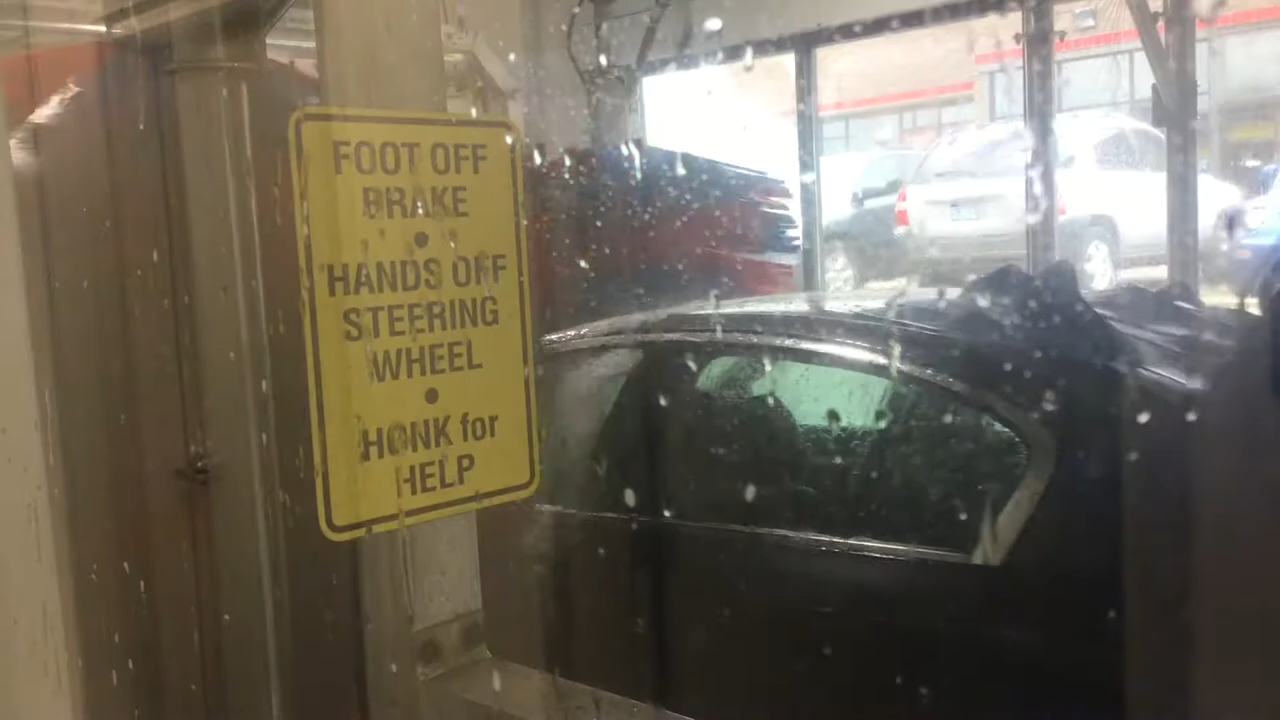 FOOT OFF
BRAKE
•
HANDS OFF
STEERING
WHEEL
•
HONK for
HELP